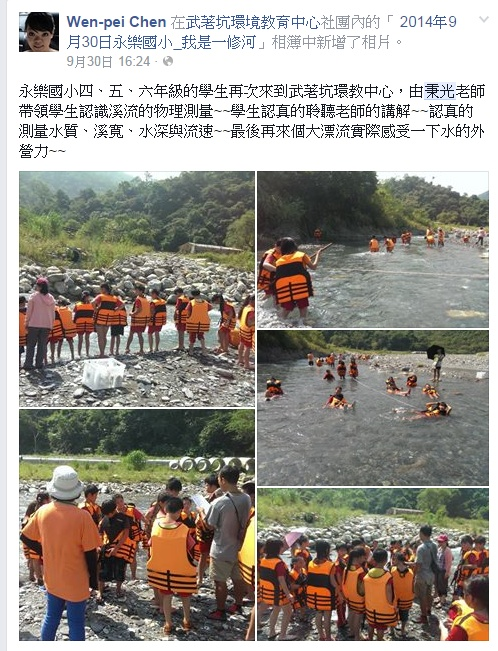 Wen-pei Chen 在武荖坑環境教育中心社團內的「 2014年9
月30日永樂國小_我是一修河」相簿中新增了相片。
9月30日 16:24 ·
永樂國小四、五、六年級的學生再次來到武荖坑環教中心，由秉光老師
帶領學生認識溪流的物理測量~~學生認真的聆聽老師的講解~~認真的
測量水質、溪寬、水深與流速~~最後再來個大漂流實際感受一下水的外
營力~~